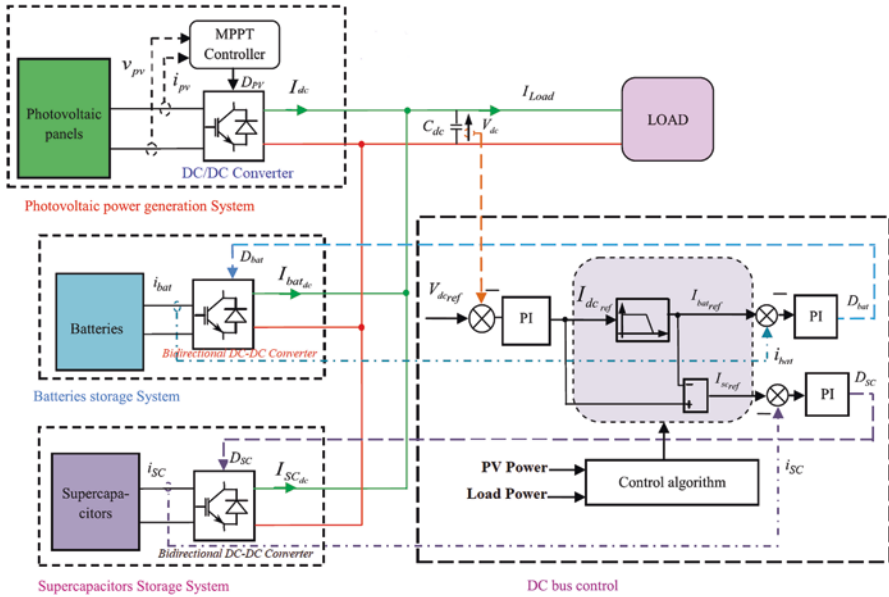 MPPT
Controller
v_pv
i_pv
D_PV
I_dc
Photovoltaic
panels
DC/DC Converter
Photovoltaic power generation System
I_Load
C_dc
V_dc
LOAD
D_bat
i_bat
I_bat_dc
Batteries
Bidirectional DC-DC Converter
Batteries storage System
D_SC
i_SC
I_SC_dc
Supercapa-
citors
Bidirectional DC-DC Converter
Supercapacitors Storage System
V_dc_ref
−
PI
I_dc_ref
I_bat_ref
−
PI
D_bat
i_bat
−
+
I_sc_ref
−
PI
D_SC
i_SC
PV Power
Load Power
Control algorithm
DC bus control